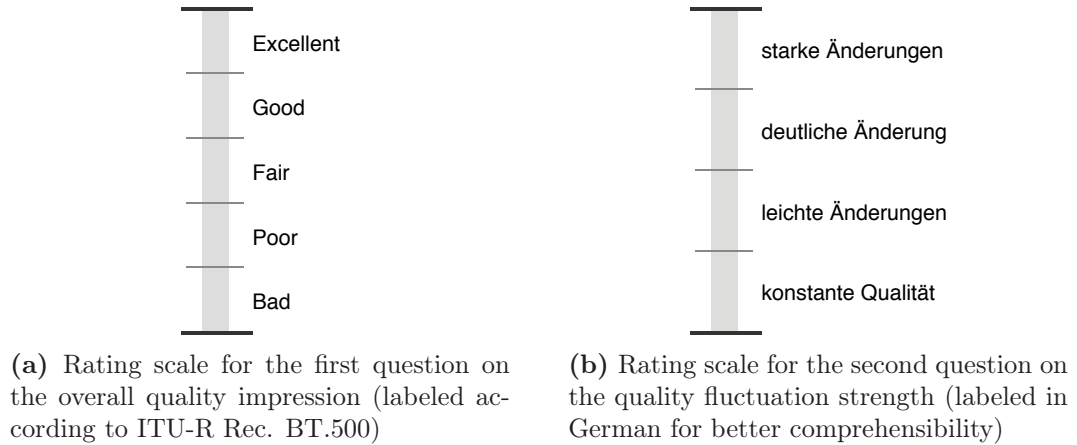 Excellent
Good
Fair
Poor
Bad
(a) Rating scale for the first question on
the overall quality impression (labeled ac-
cording to ITU-R Rec. BT.500)
starke Änderungen
deutliche Änderung
leichte Änderungen
konstante Qualität
(b) Rating scale for the second question on
the quality fluctuation strength (labeled in
German for better comprehensibility)